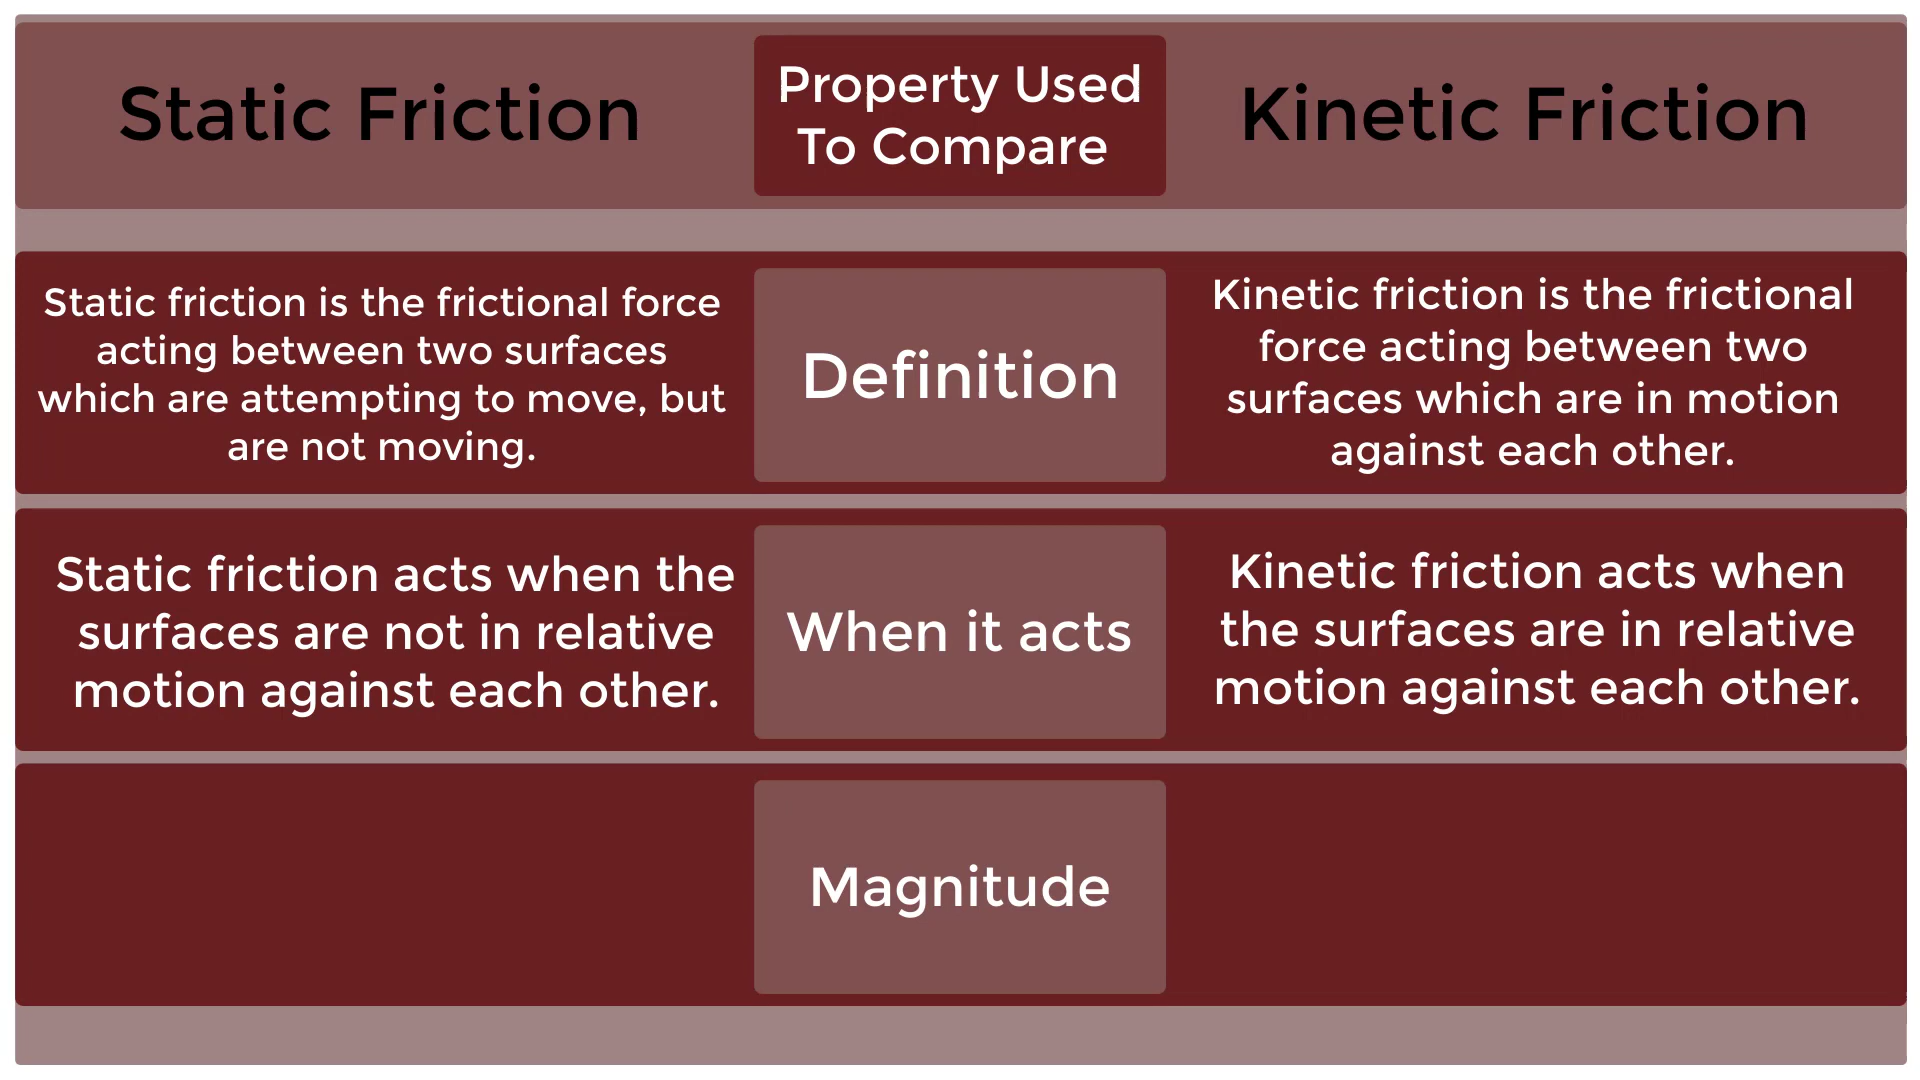 Static Friction
Property Used
To Compare
Kinetic Friction
Static friction is the frictional force
acting between two surfaces
which are attempting to move, but
are not moving.
Definition
Kinetic friction is the frictional
force acting between two
surfaces which are in motion
against each other.
Static friction acts when the
surfaces are not in relative
motion against each other.
When it acts
Kinetic friction acts when
the surfaces are in relative
motion against each other.
Magnitude